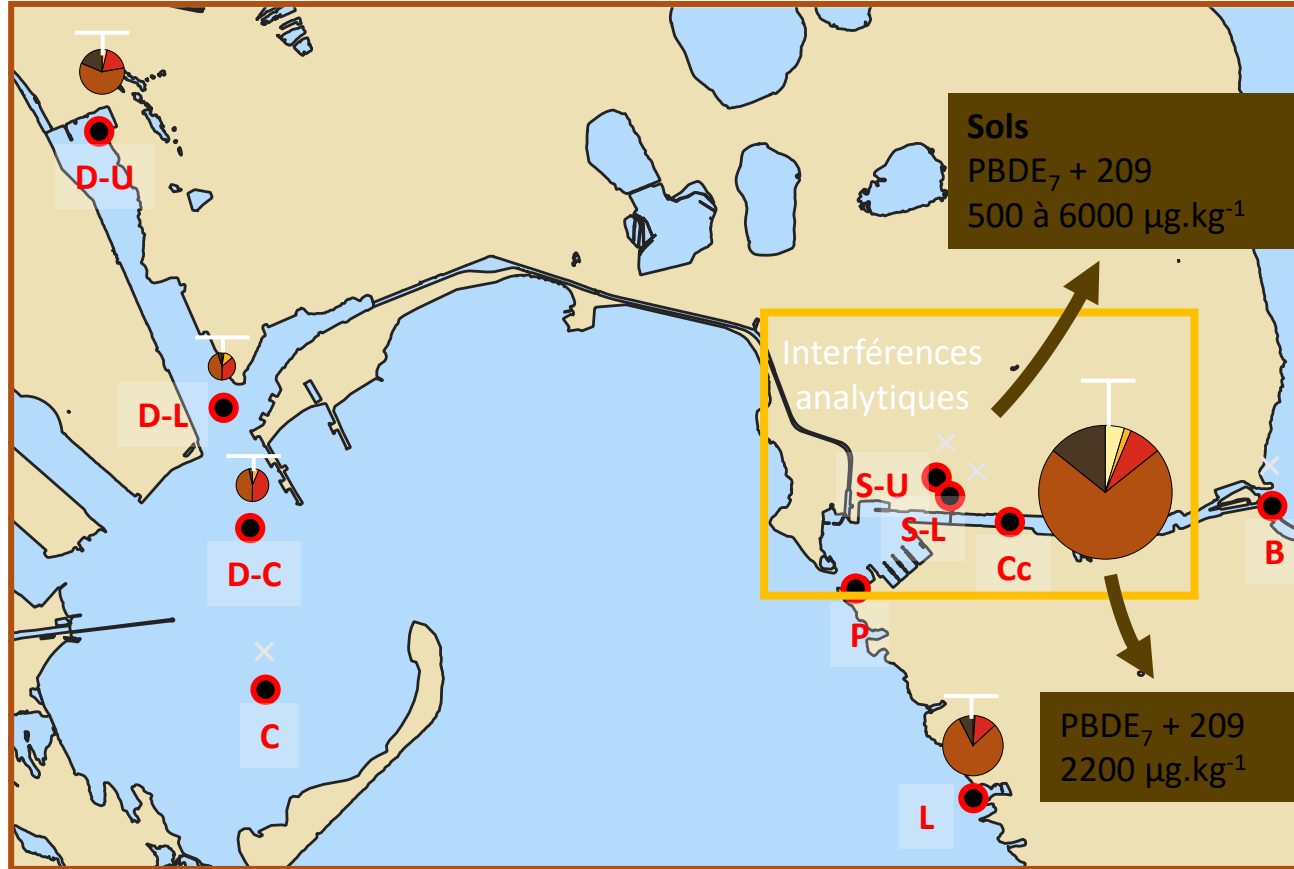 D-U
Sols
PBDE₇ + 209
500 à 6000 µg.kg⁻¹
Interférences
analytiques
D-L
S-U
S-L
D-C
Cc
B
P
C
PBDE₇ + 209
2200 µg.kg⁻¹
L